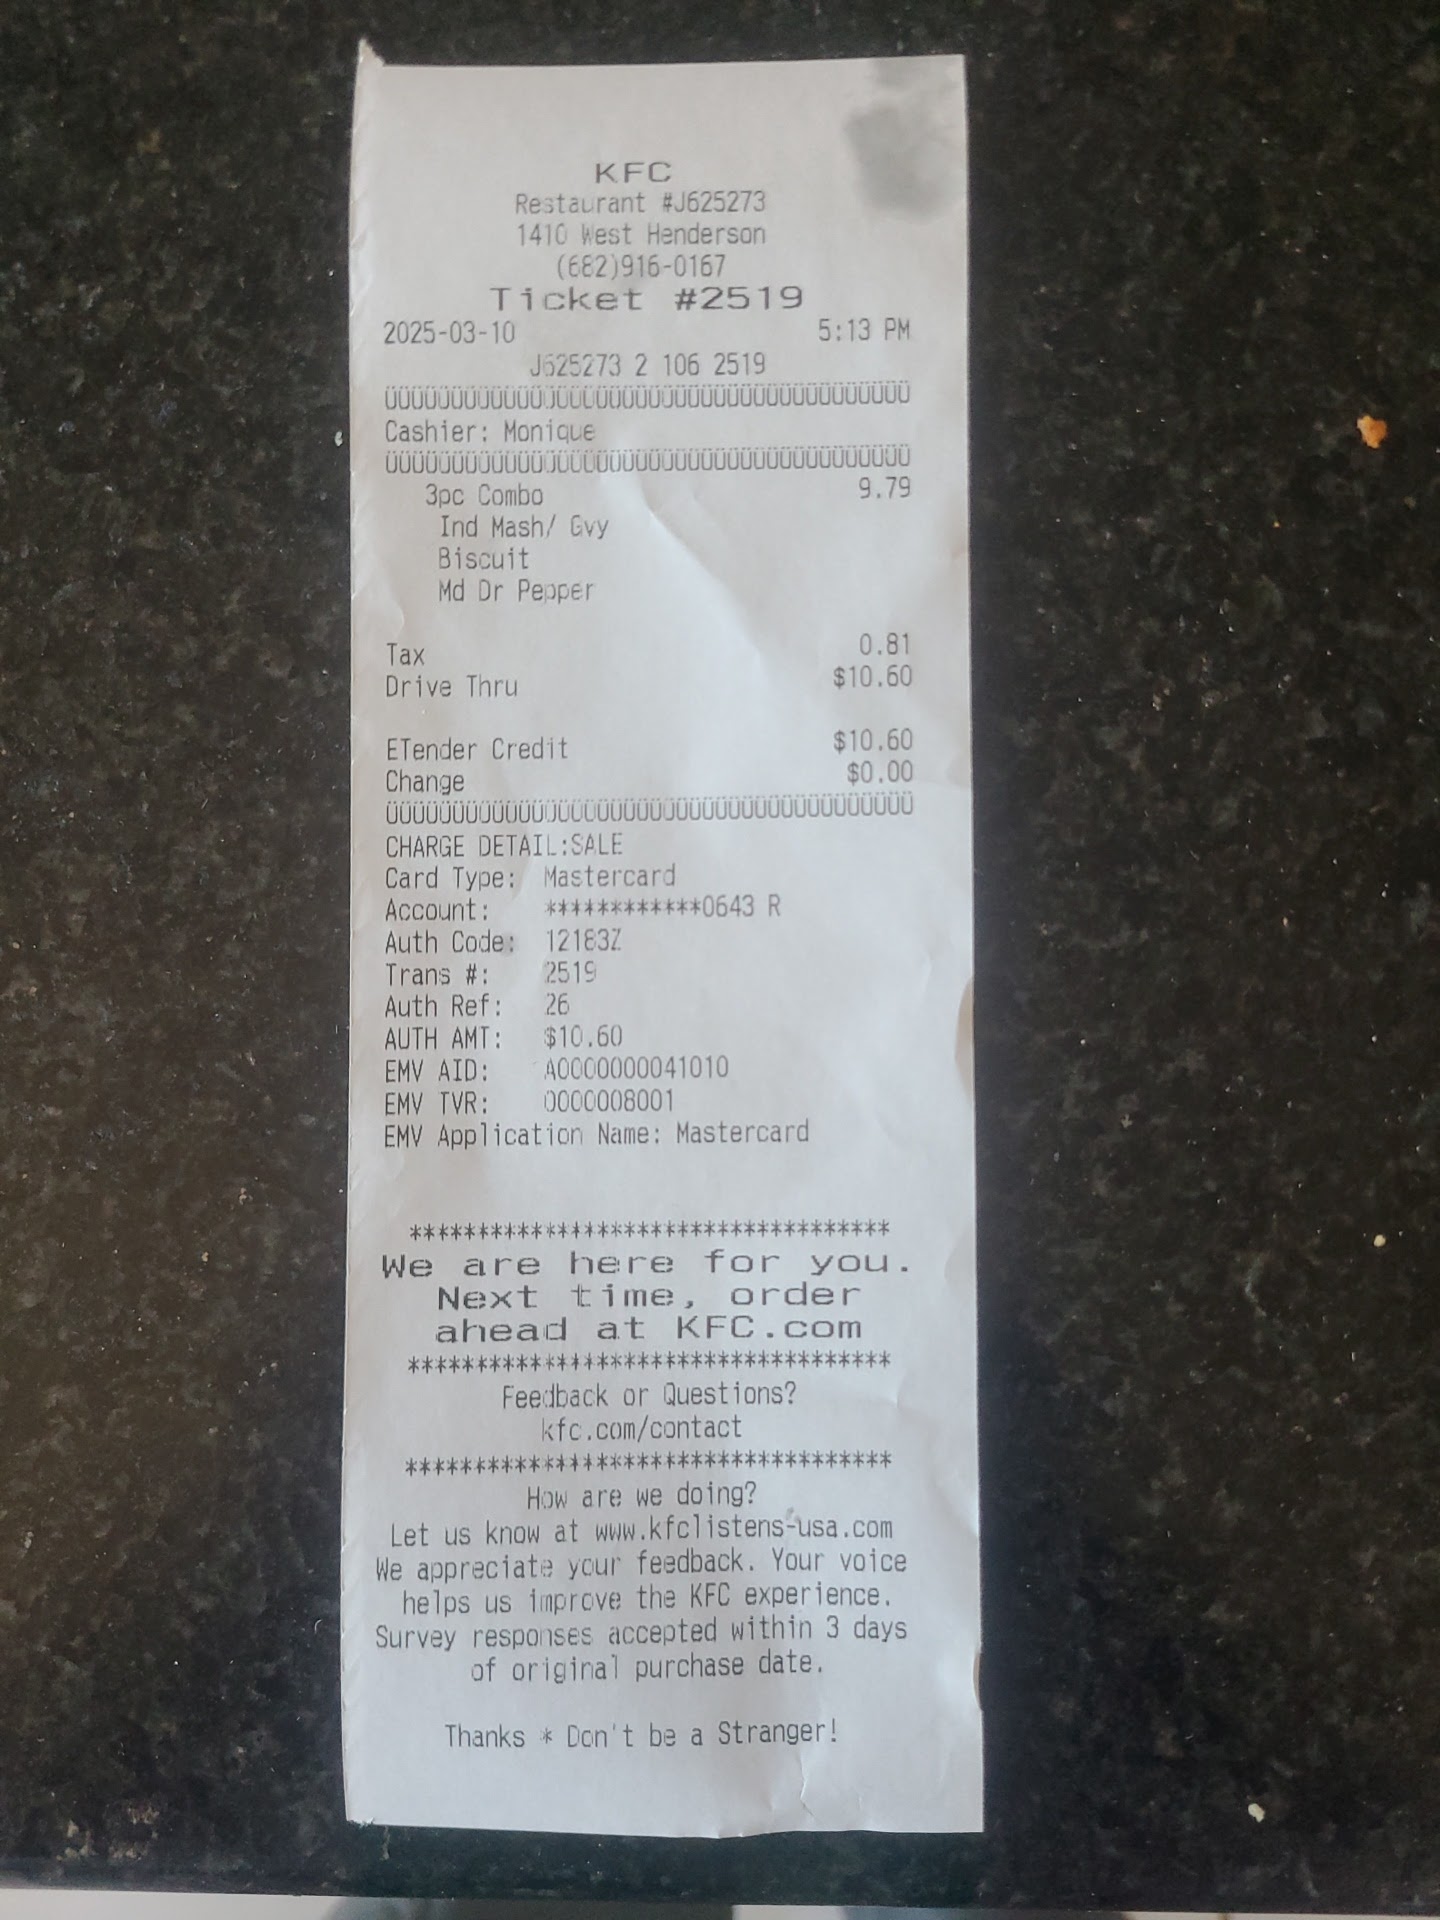 KFC
Restaurant #J625273
1410 West Henderson
(682)916-0167
Ticket #2519
2025-03-10 5:13 PM
J625273 2 106 2519
ÜÜÜÜÜÜÜÜÜÜÜÜÜÜÜÜÜÜÜÜÜÜÜÜÜÜÜÜÜÜÜÜÜÜÜÜÜÜÜÜ
Cashier: Monique
ÜÜÜÜÜÜÜÜÜÜÜÜÜÜÜÜÜÜÜÜÜÜÜÜÜÜÜÜÜÜÜÜÜÜÜÜÜÜÜÜ
3pc Combo 9.79
Ind Mash/ Gvy
Biscuit
Md Dr Pepper
Tax 0.81
Drive Thru $10.60
ETender Credit $10.60
Change $0.00
ÜÜÜÜÜÜÜÜÜÜÜÜÜÜÜÜÜÜÜÜÜÜÜÜÜÜÜÜÜÜÜÜÜÜÜÜÜÜÜÜ
CHARGE DETAIL:SALE
Card Type: Mastercard
Account: ************0643 R
Auth Code: 12183Z
Trans #: 2519
Auth Ref: 26
AUTH AMT: $10.60
EMV AID: A0000000041010
EMV TVR: 0000008001
EMV Application Name: Mastercard
************************************
We are here for you.
Next time, order
ahead at KFC.com
************************************
Feedback or Questions?
kfc.com/contact
************************************
How are we doing?
Let us know at www.kfclistens-usa.com
We appreciate your feedback. Your voice
helps us improve the KFC experience.
Survey responses accepted within 3 days
of original purchase date.
Thanks * Don't be a Stranger!